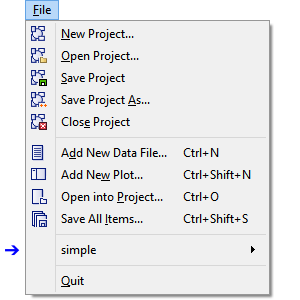 File
New Project...
Open Project...
Save Project
Save Project As...
Close Project
Add New Data File... Ctrl+N
Add New Plot... Ctrl+Shift+N
Open into Project... Ctrl+O
Save All Items... Ctrl+Shift+S
simple
Quit